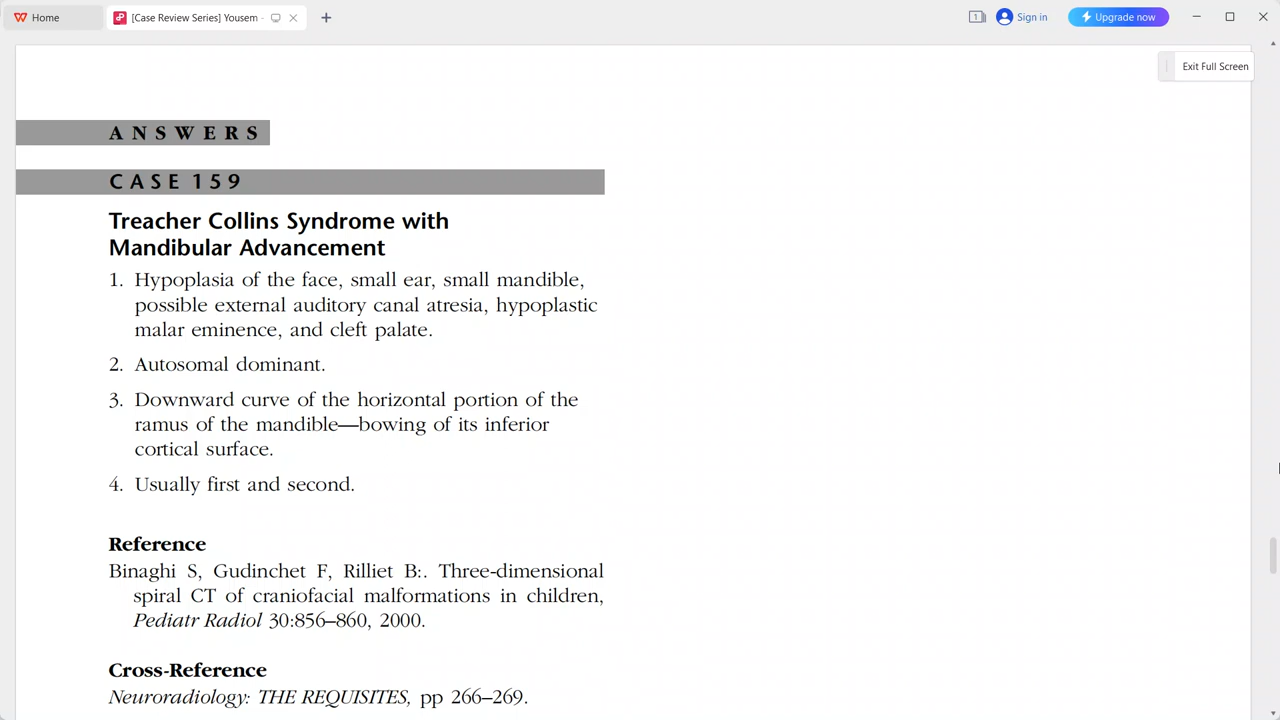 Home
[Case Review Series] Yousem -
1
Sign in
Upgrade now
Exit Full Screen
ANSWERS
CASE 159
Treacher Collins Syndrome with
Mandibular Advancement
1. Hypoplasia of the face, small ear, small mandible,
possible external auditory canal atresia, hypoplastic
malar eminence, and cleft palate.
2. Autosomal dominant.
3. Downward curve of the horizontal portion of the
ramus of the mandible—bowing of its inferior
cortical surface.
4. Usually first and second.
Reference
Binaghi S, Gudinchet F, Rilliet B:. Three-dimensional
spiral CT of craniofacial malformations in children,
Pediatr Radiol 30:856–860, 2000.
Cross-Reference
Neuroradiology: THE REQUISITES, pp 266–269.